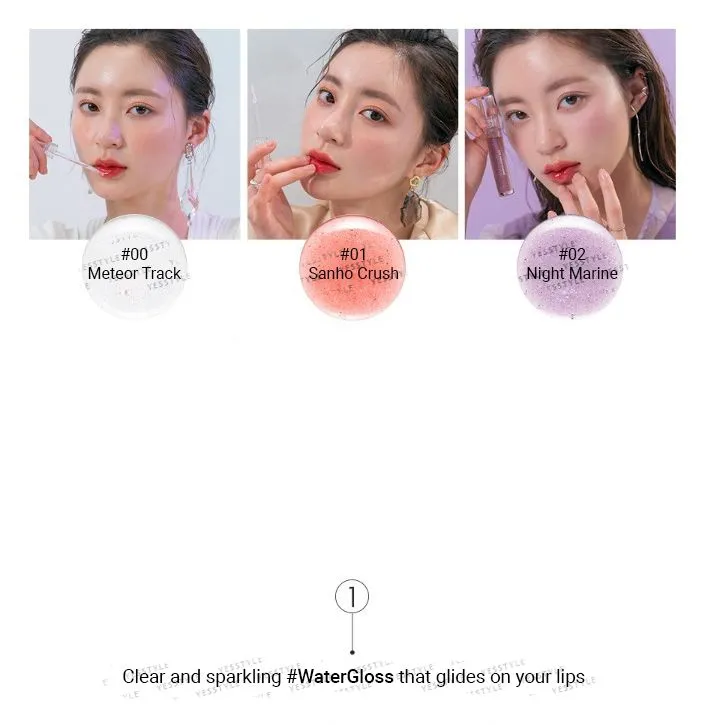 #00
Meteor Track
#01
Sanho Crush
#02
Night Marine
1
Clear and sparkling #WaterGloss that glides on your lips
YESSTYLE